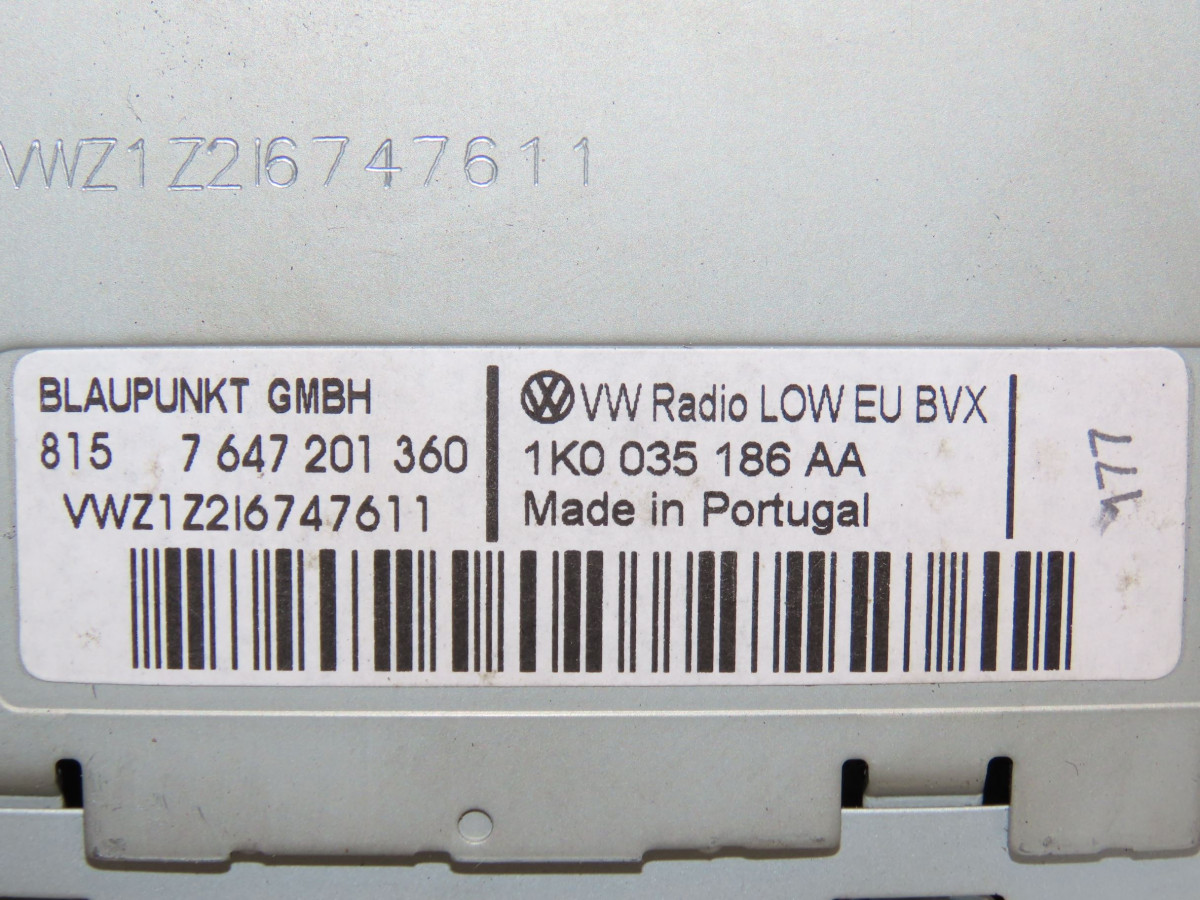 VWZ1Z2I6747611
BLAUPUNKT GMBH
815 7 647 201 360
VWZ1Z2I6747611
VW Radio LOW EU BVX
1K0 035 186 AA
Made in Portugal